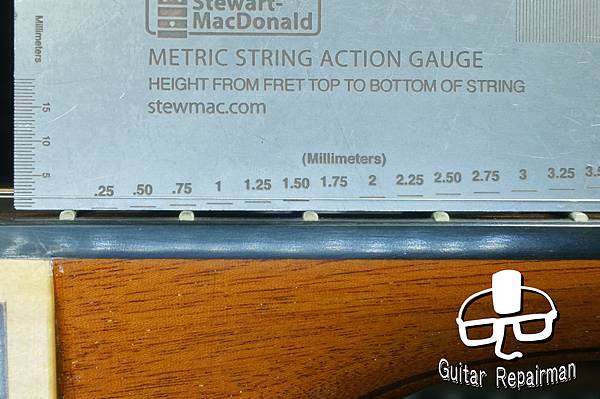 Stewart-
MacDonald
METRIC STRING ACTION GAUGE
HEIGHT FROM FRET TOP TO BOTTOM OF STRING
stewmac.com
Millimeters
15
10
5
(Millimeters)
.25 .50 .75 1 1.25 1.50 1.75 2 2.25 2.50 2.75 3 3.25
Guitar Repairman